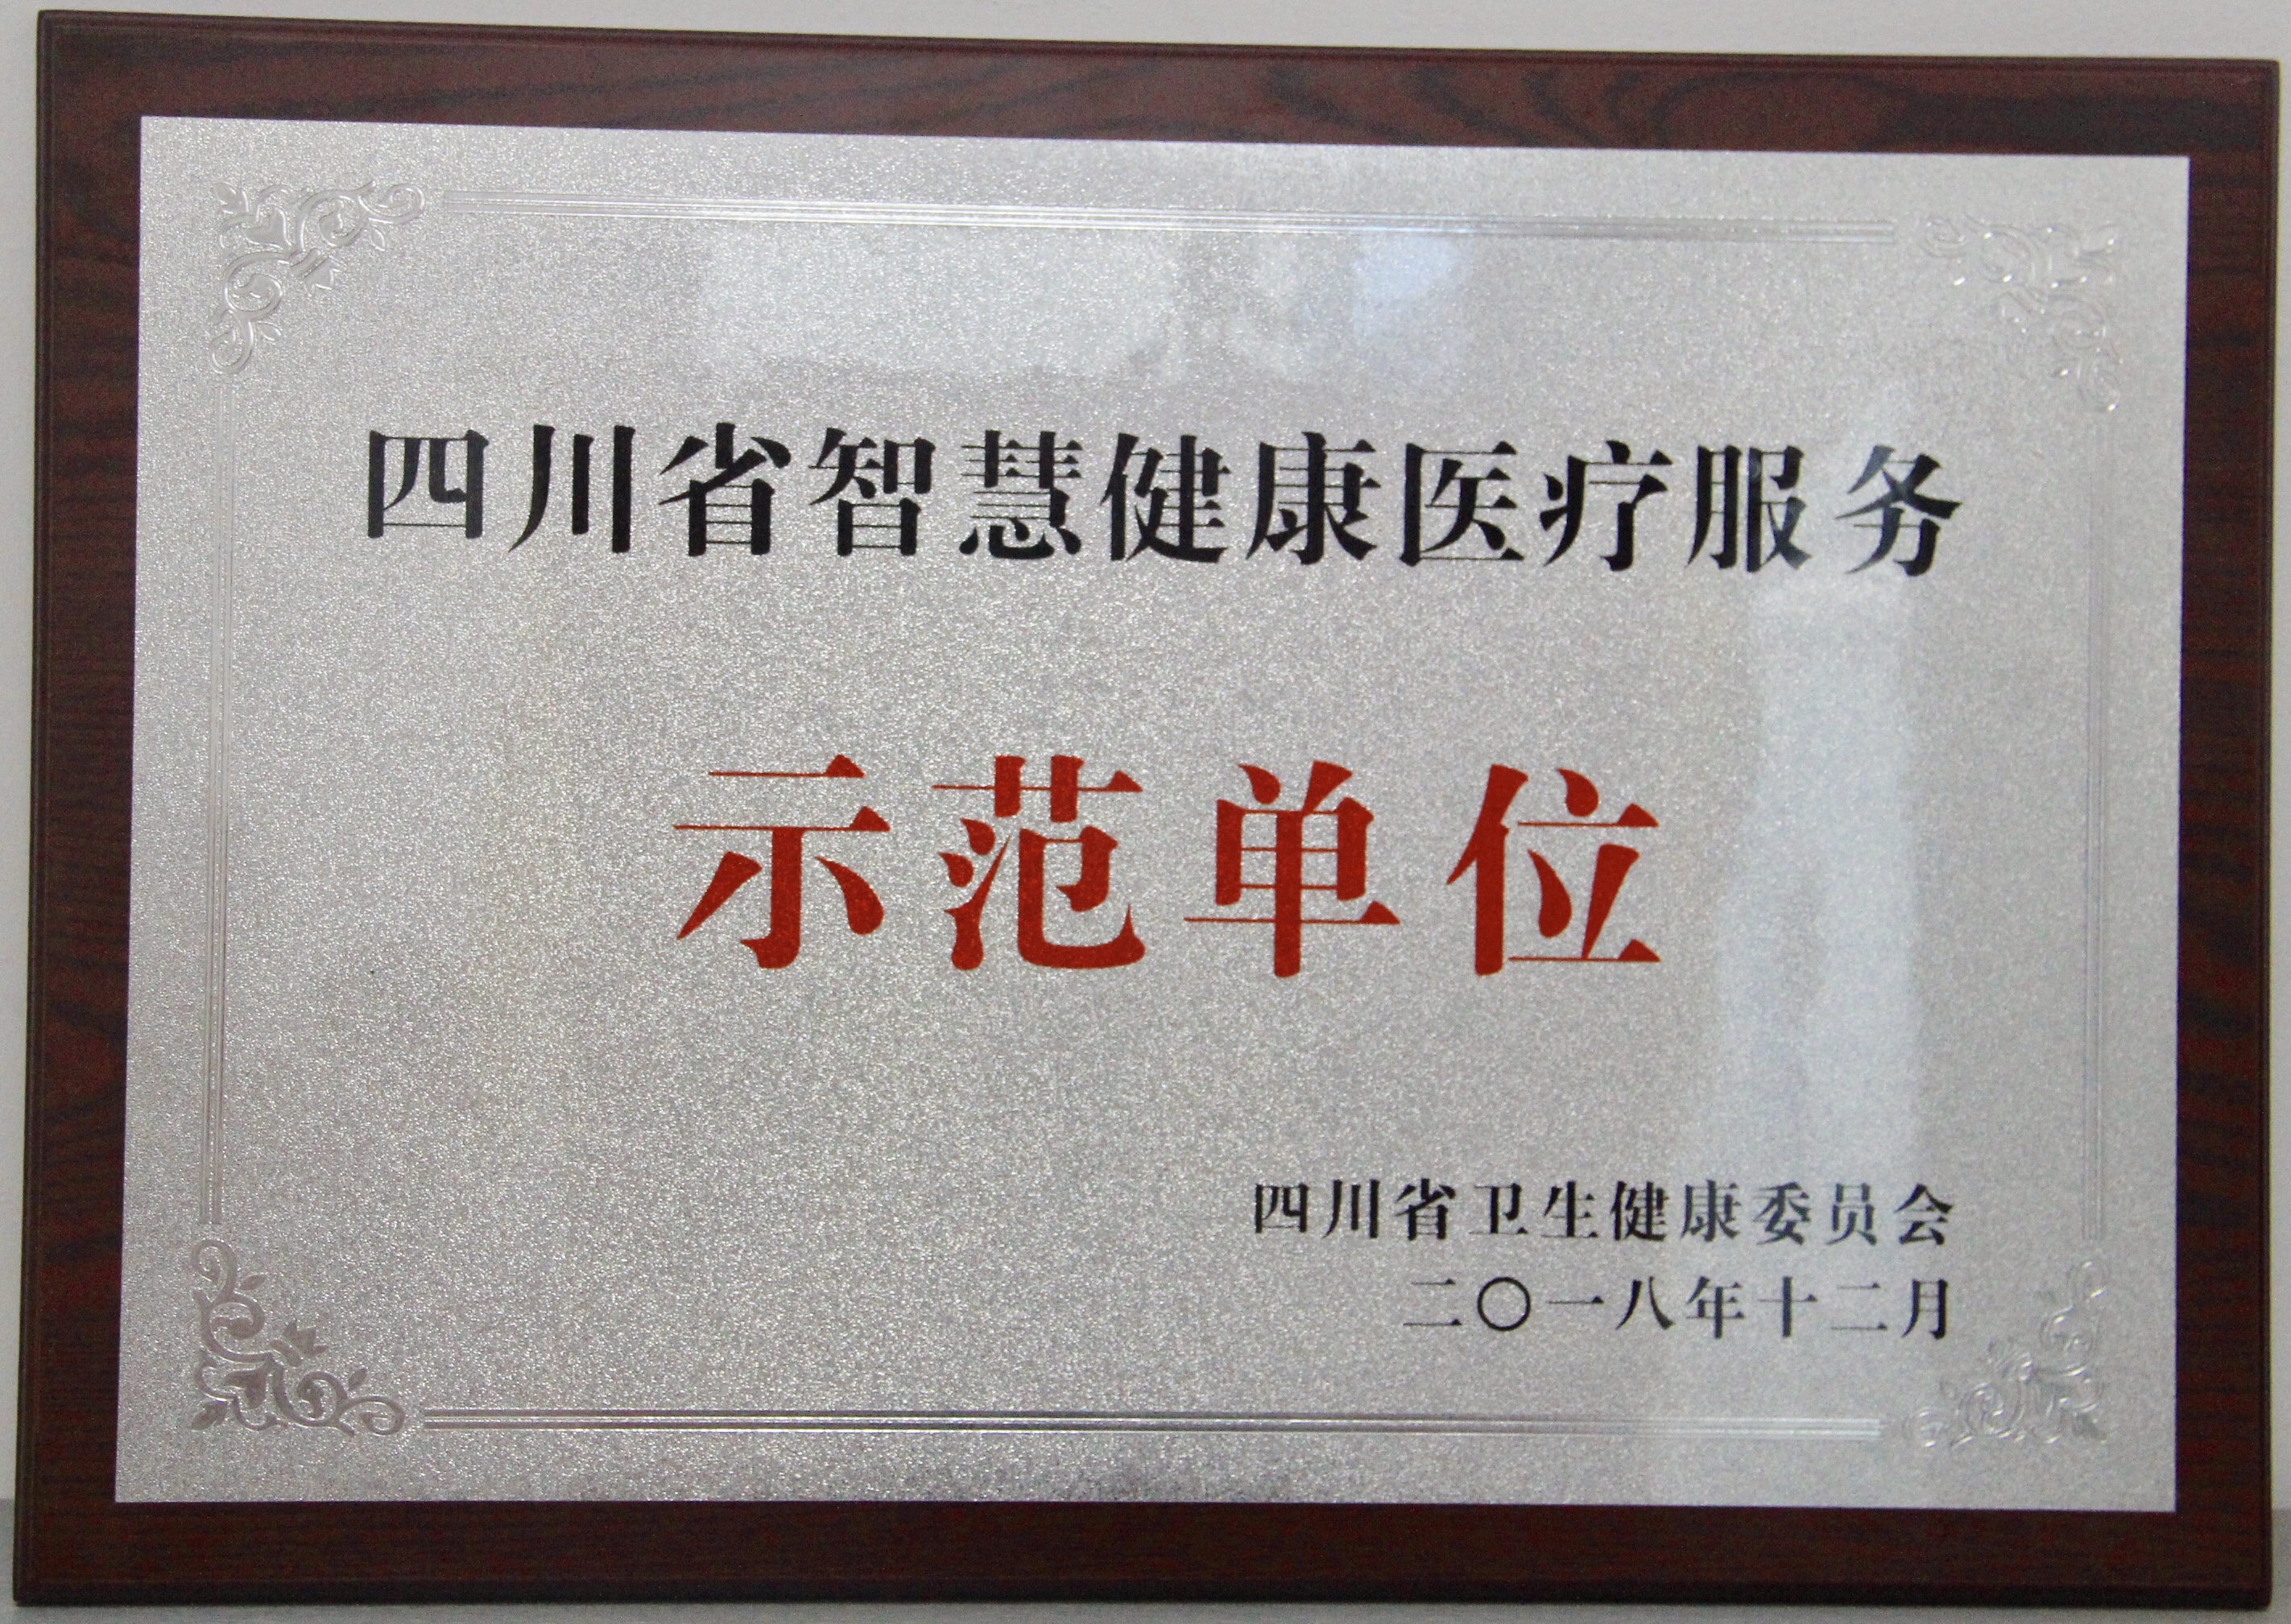 四川省智慧健康医疗服务
示范单位
四川省卫生健康委员会
二〇一八年十二月